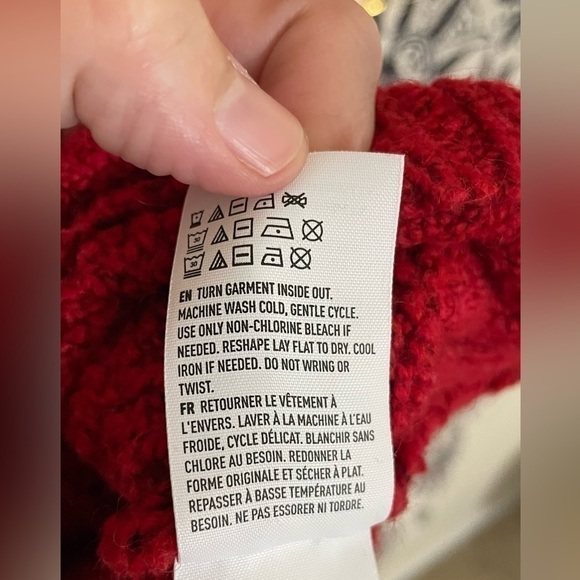 30
30
EN TURN GARMENT INSIDE OUT.
MACHINE WASH COLD, GENTLE CYCLE.
USE ONLY NON-CHLORINE BLEACH IF
NEEDED. RESHAPE LAY FLAT TO DRY. COOL
IRON IF NEEDED. DO NOT WRING OR
TWIST.
FR RETOURNER LE VÊTEMENT À
L'ENVERS. LAVER À LA MACHINE À L'EAU
FROIDE, CYCLE DÉLICAT. BLANCHIR SANS
CHLORE AU BESOIN. REDONNER LA
FORME ORIGINALE ET SÉCHER À PLAT.
REPASSER À BASSE TEMPÉRATURE AU
BESOIN. NE PAS ESSORER NI TORDRE.